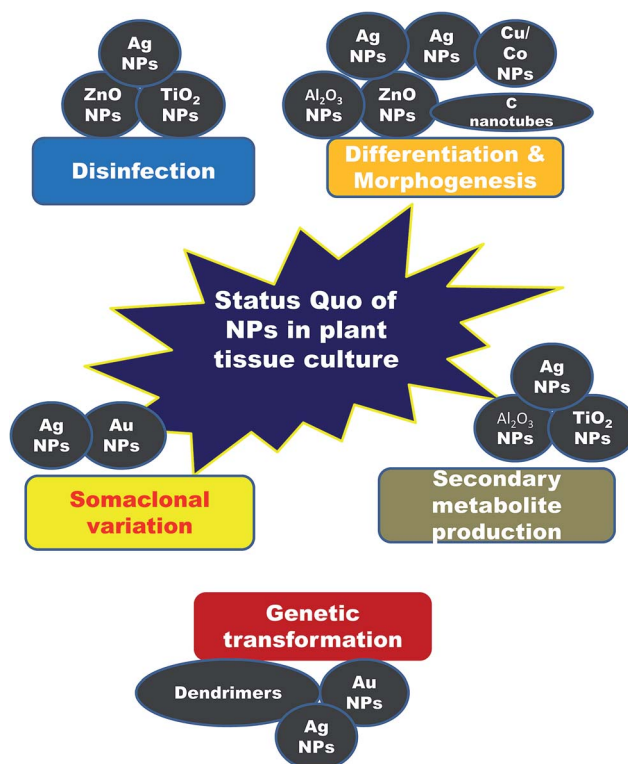 Ag
NPs
ZnO
NPs
TiO₂
NPs
Disinfection
Ag
NPs
Ag
NPs
Cu/
Co
NPs
Al₂O₃
NPs
ZnO
NPs
C
nanotubes
Differentiation &
Morphogenesis
Status Quo of
NPs in plant
tissue culture
Ag
NPs
Au
NPs
Somaclonal
variation
Ag
NPs
Al₂O₃
NPs
TiO₂
NPs
Secondary
metabolite
production
Genetic
transformation
Dendrimers
Au
NPs
Ag
NPs